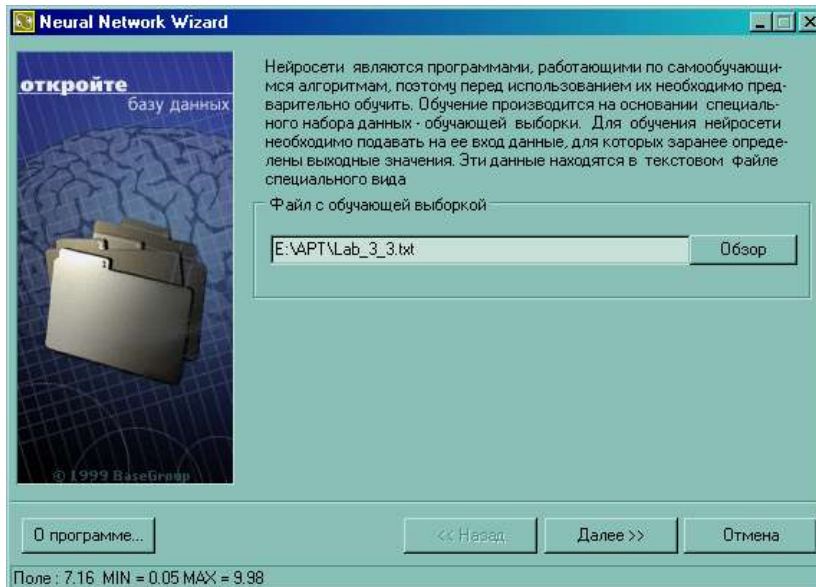 Neural Network Wizard
откройте
базу данных
Нейросети являются программами, работающими по самообучающи-
мся алгоритмам, поэтому перед использованием их необходимо пред-
варительно обучить. Обучение производится на основании специаль-
ного набора данных - обучающей выборки. Для обучения нейросети
необходимо подавать на ее вход данные, для которых заранее опреде-
лены выходные значения. Эти данные находятся в текстовом файле
специального вида
Файл с обучающей выборкой
E:\APT\Lab_3_3.txt
Обзор
© 1999 BaseGroup
О программе...
<< Назад
Далее >>
Отмена
Поле : 7.16 MIN = 0.05 MAX = 9.98